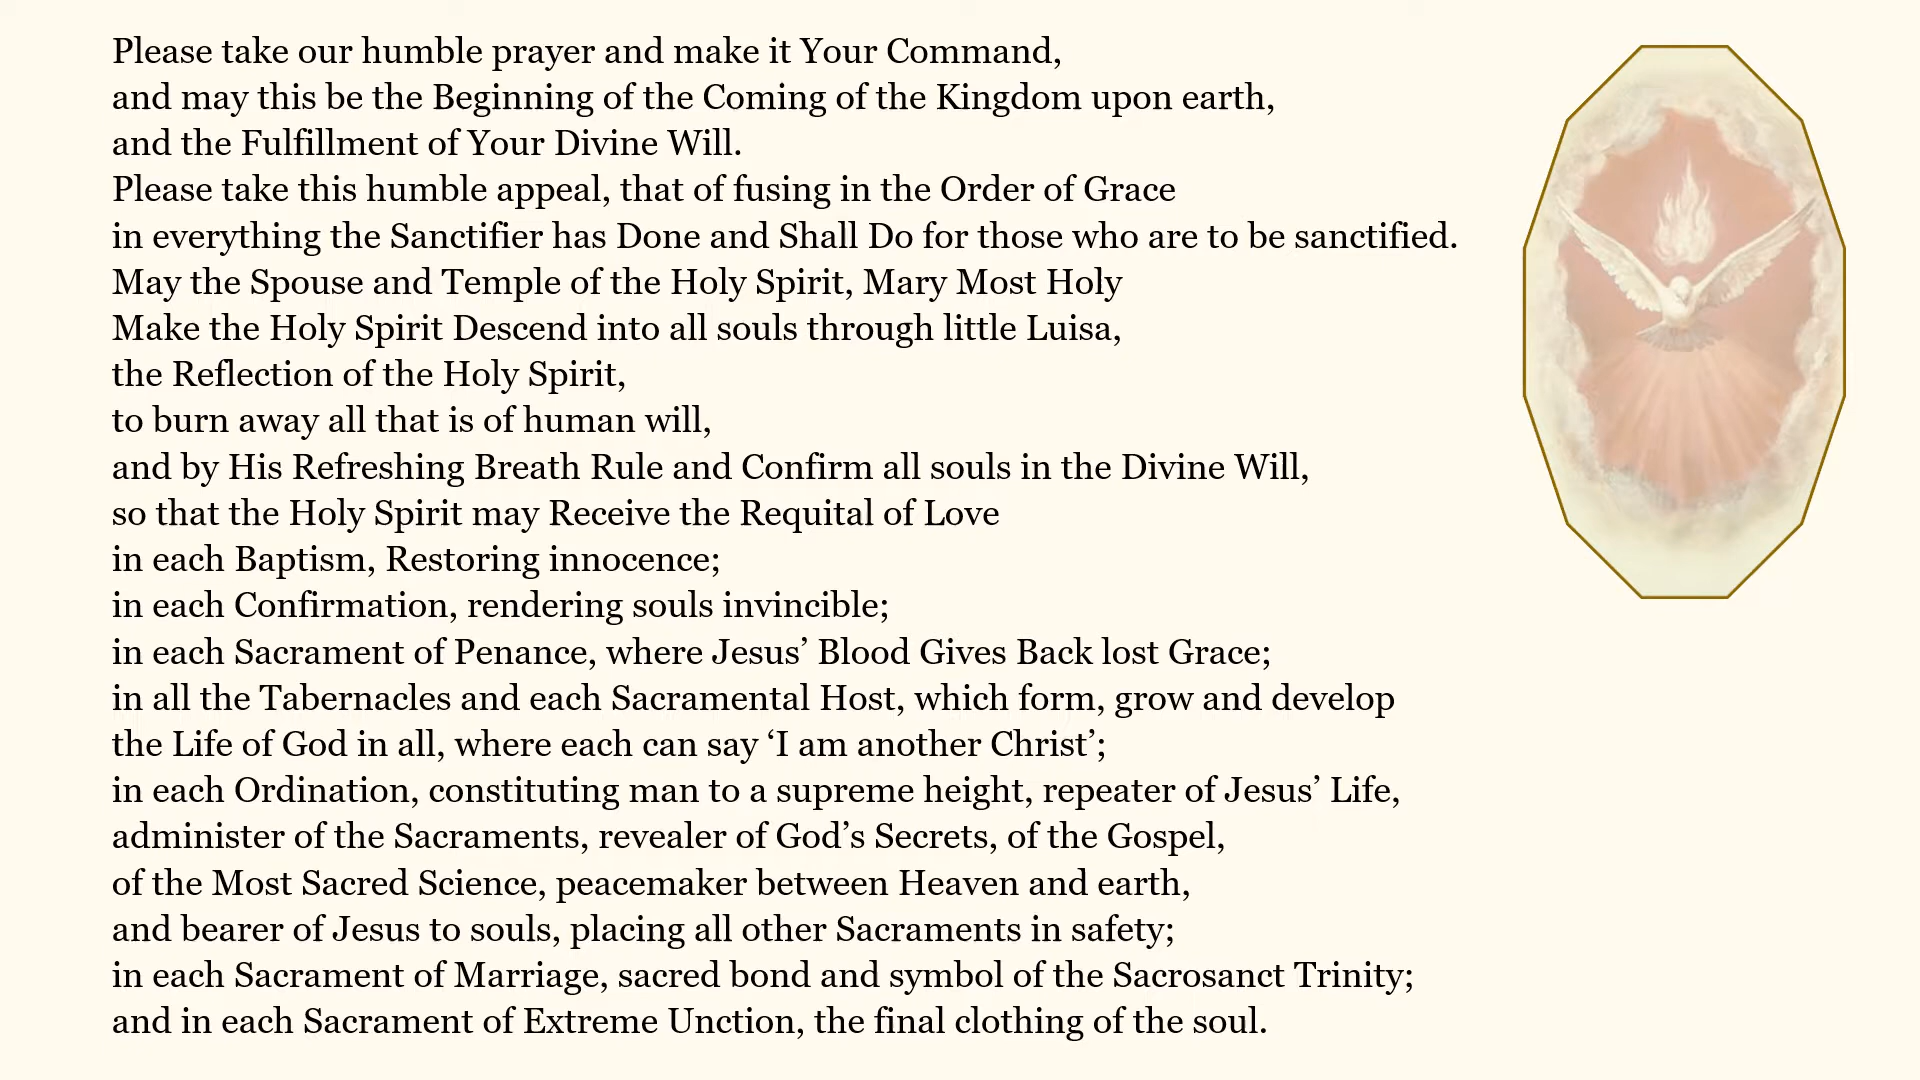 Please take our humble prayer and make it Your Command,
and may this be the Beginning of the Coming of the Kingdom upon earth,
and the Fulfillment of Your Divine Will.
Please take this humble appeal, that of fusing in the Order of Grace
in everything the Sanctifier has Done and Shall Do for those who are to be sanctified.
May the Spouse and Temple of the Holy Spirit, Mary Most Holy
Make the Holy Spirit Descend into all souls through little Luisa,
the Reflection of the Holy Spirit,
to burn away all that is of human will,
and by His Refreshing Breath Rule and Confirm all souls in the Divine Will,
so that the Holy Spirit may Receive the Requital of Love
in each Baptism, Restoring innocence;
in each Confirmation, rendering souls invincible;
in each Sacrament of Penance, where Jesus’ Blood Gives Back lost Grace;
in all the Tabernacles and each Sacramental Host, which form, grow and develop
the Life of God in all, where each can say ‘I am another Christ’;
in each Ordination, constituting man to a supreme height, repeater of Jesus’ Life,
administer of the Sacraments, revealer of God’s Secrets, of the Gospel,
of the Most Sacred Science, peacemaker between Heaven and earth,
and bearer of Jesus to souls, placing all other Sacraments in safety;
in each Sacrament of Marriage, sacred bond and symbol of the Sacrosanct Trinity;
and in each Sacrament of Extreme Unction, the final clothing of the soul.